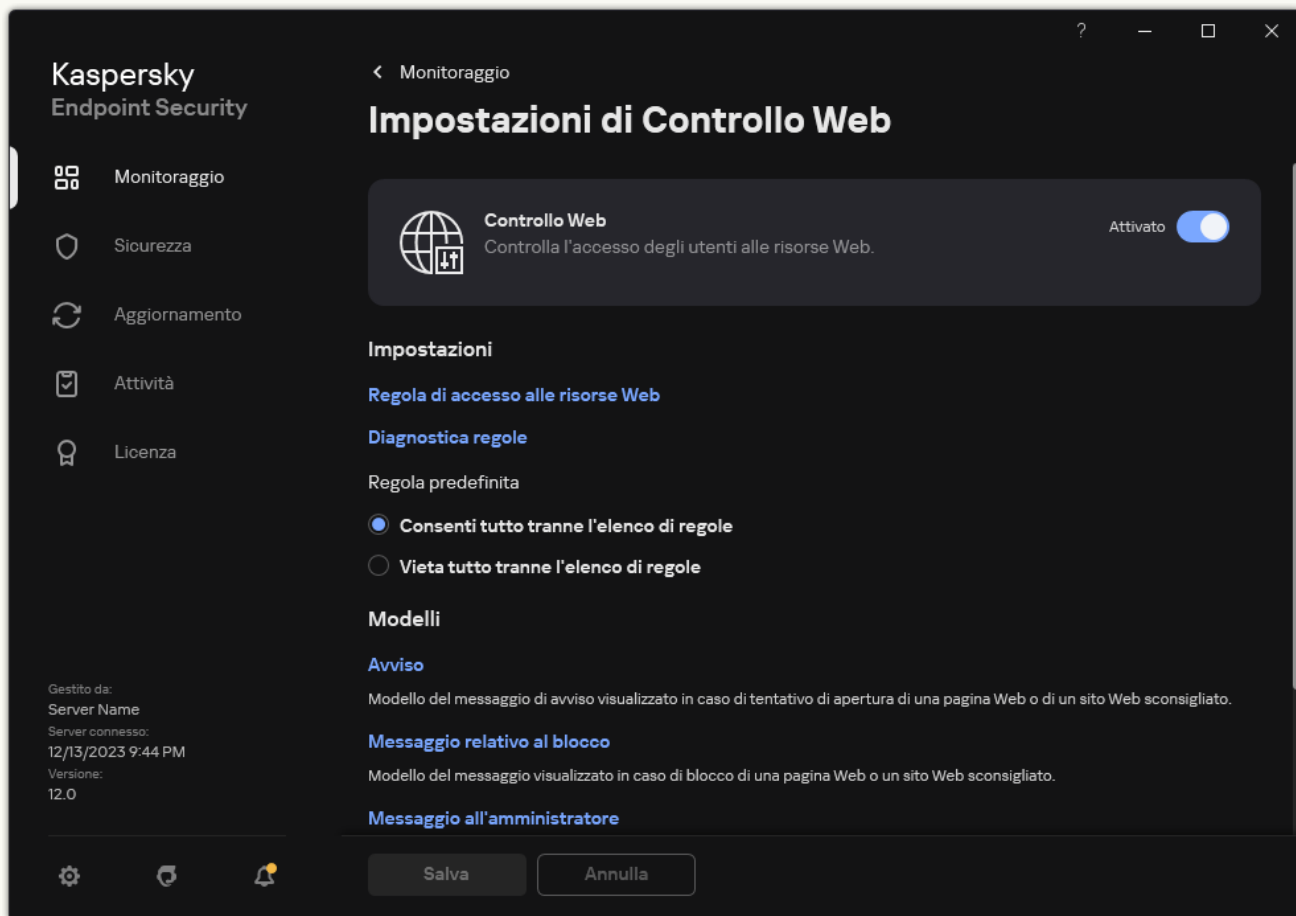 ?
Kaspersky
Endpoint Security
Monitoraggio
Sicurezza
Aggiornamento
Attività
Licenza
Gestito da:
Server Name
Server connesso:
12/13/2023 9:44 PM
Versione:
12.0
Monitoraggio
Impostazioni di Controllo Web
Controllo Web
Controlla l'accesso degli utenti alle risorse Web.
Attivato
Impostazioni
Regola di accesso alle risorse Web
Diagnostica regole
Regola predefinita
Consenti tutto tranne l'elenco di regole
Vieta tutto tranne l'elenco di regole
Modelli
Avviso
Modello del messaggio di avviso visualizzato in caso di tentativo di apertura di una pagina Web o di un sito Web sconsigliato.
Messaggio relativo al blocco
Modello del messaggio visualizzato in caso di blocco di una pagina Web o un sito Web sconsigliato.
Messaggio all'amministratore
Salva
Annulla